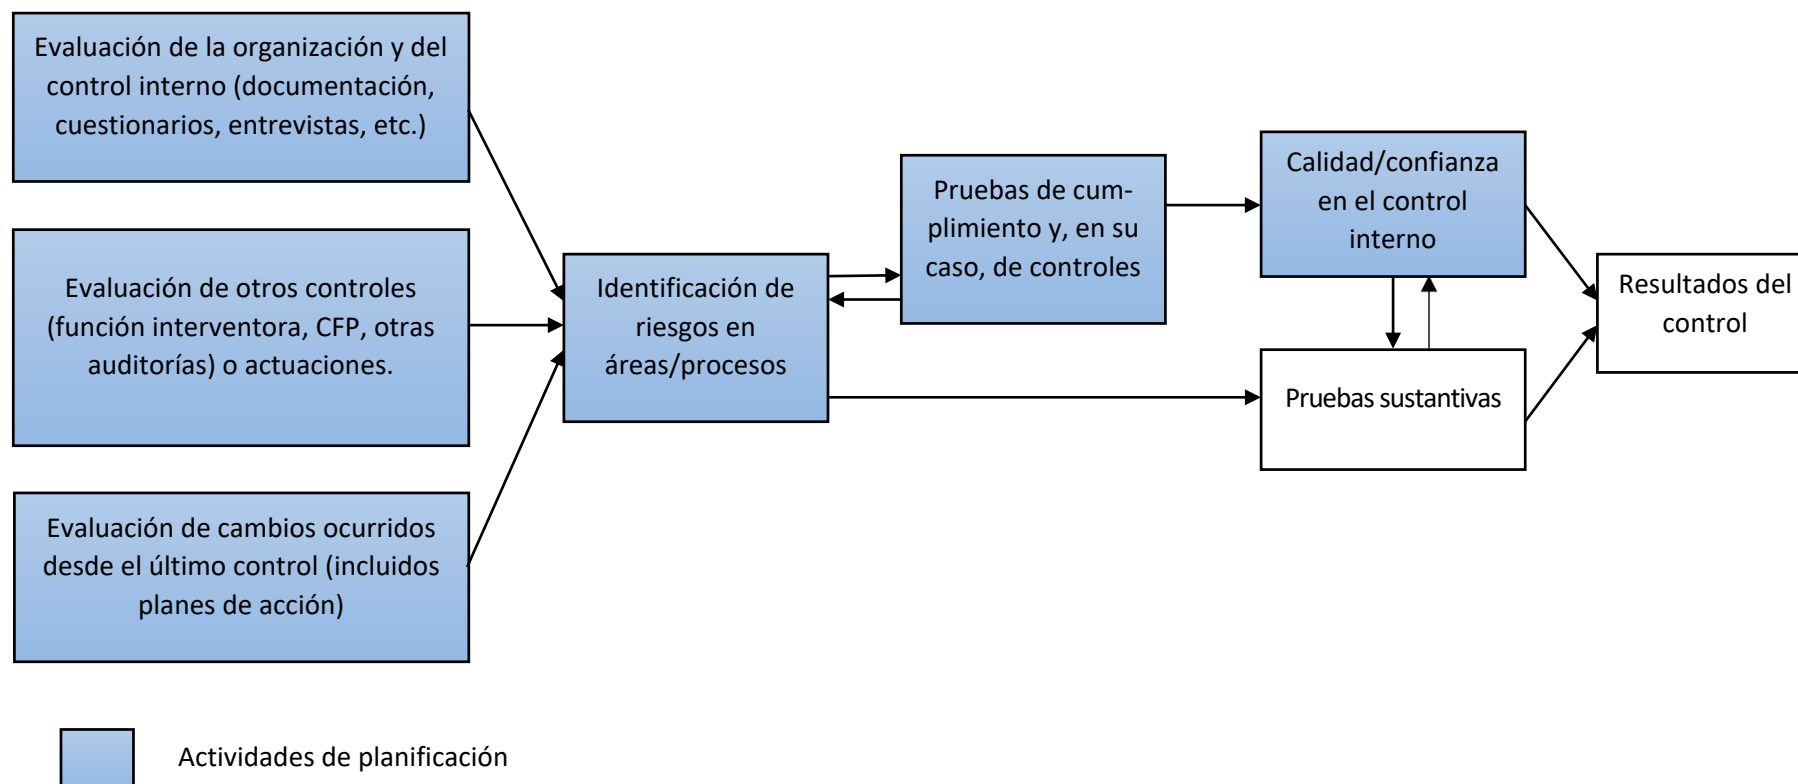 Evaluación de la organización y del
control interno (documentación,
cuestionarios, entrevistas, etc.)
Evaluación de otros controles
(función interventora, CFP, otras
auditorías) o actuaciones.
Evaluación de cambios ocurridos
desde el último control (incluidos
planes de acción)
Identificación de
riesgos en
áreas/procesos
Pruebas de cum-
plimiento y, en su
caso, de controles
Calidad/confianza
en el control
interno
Pruebas sustantivas
Resultados del
control
Actividades de planificación